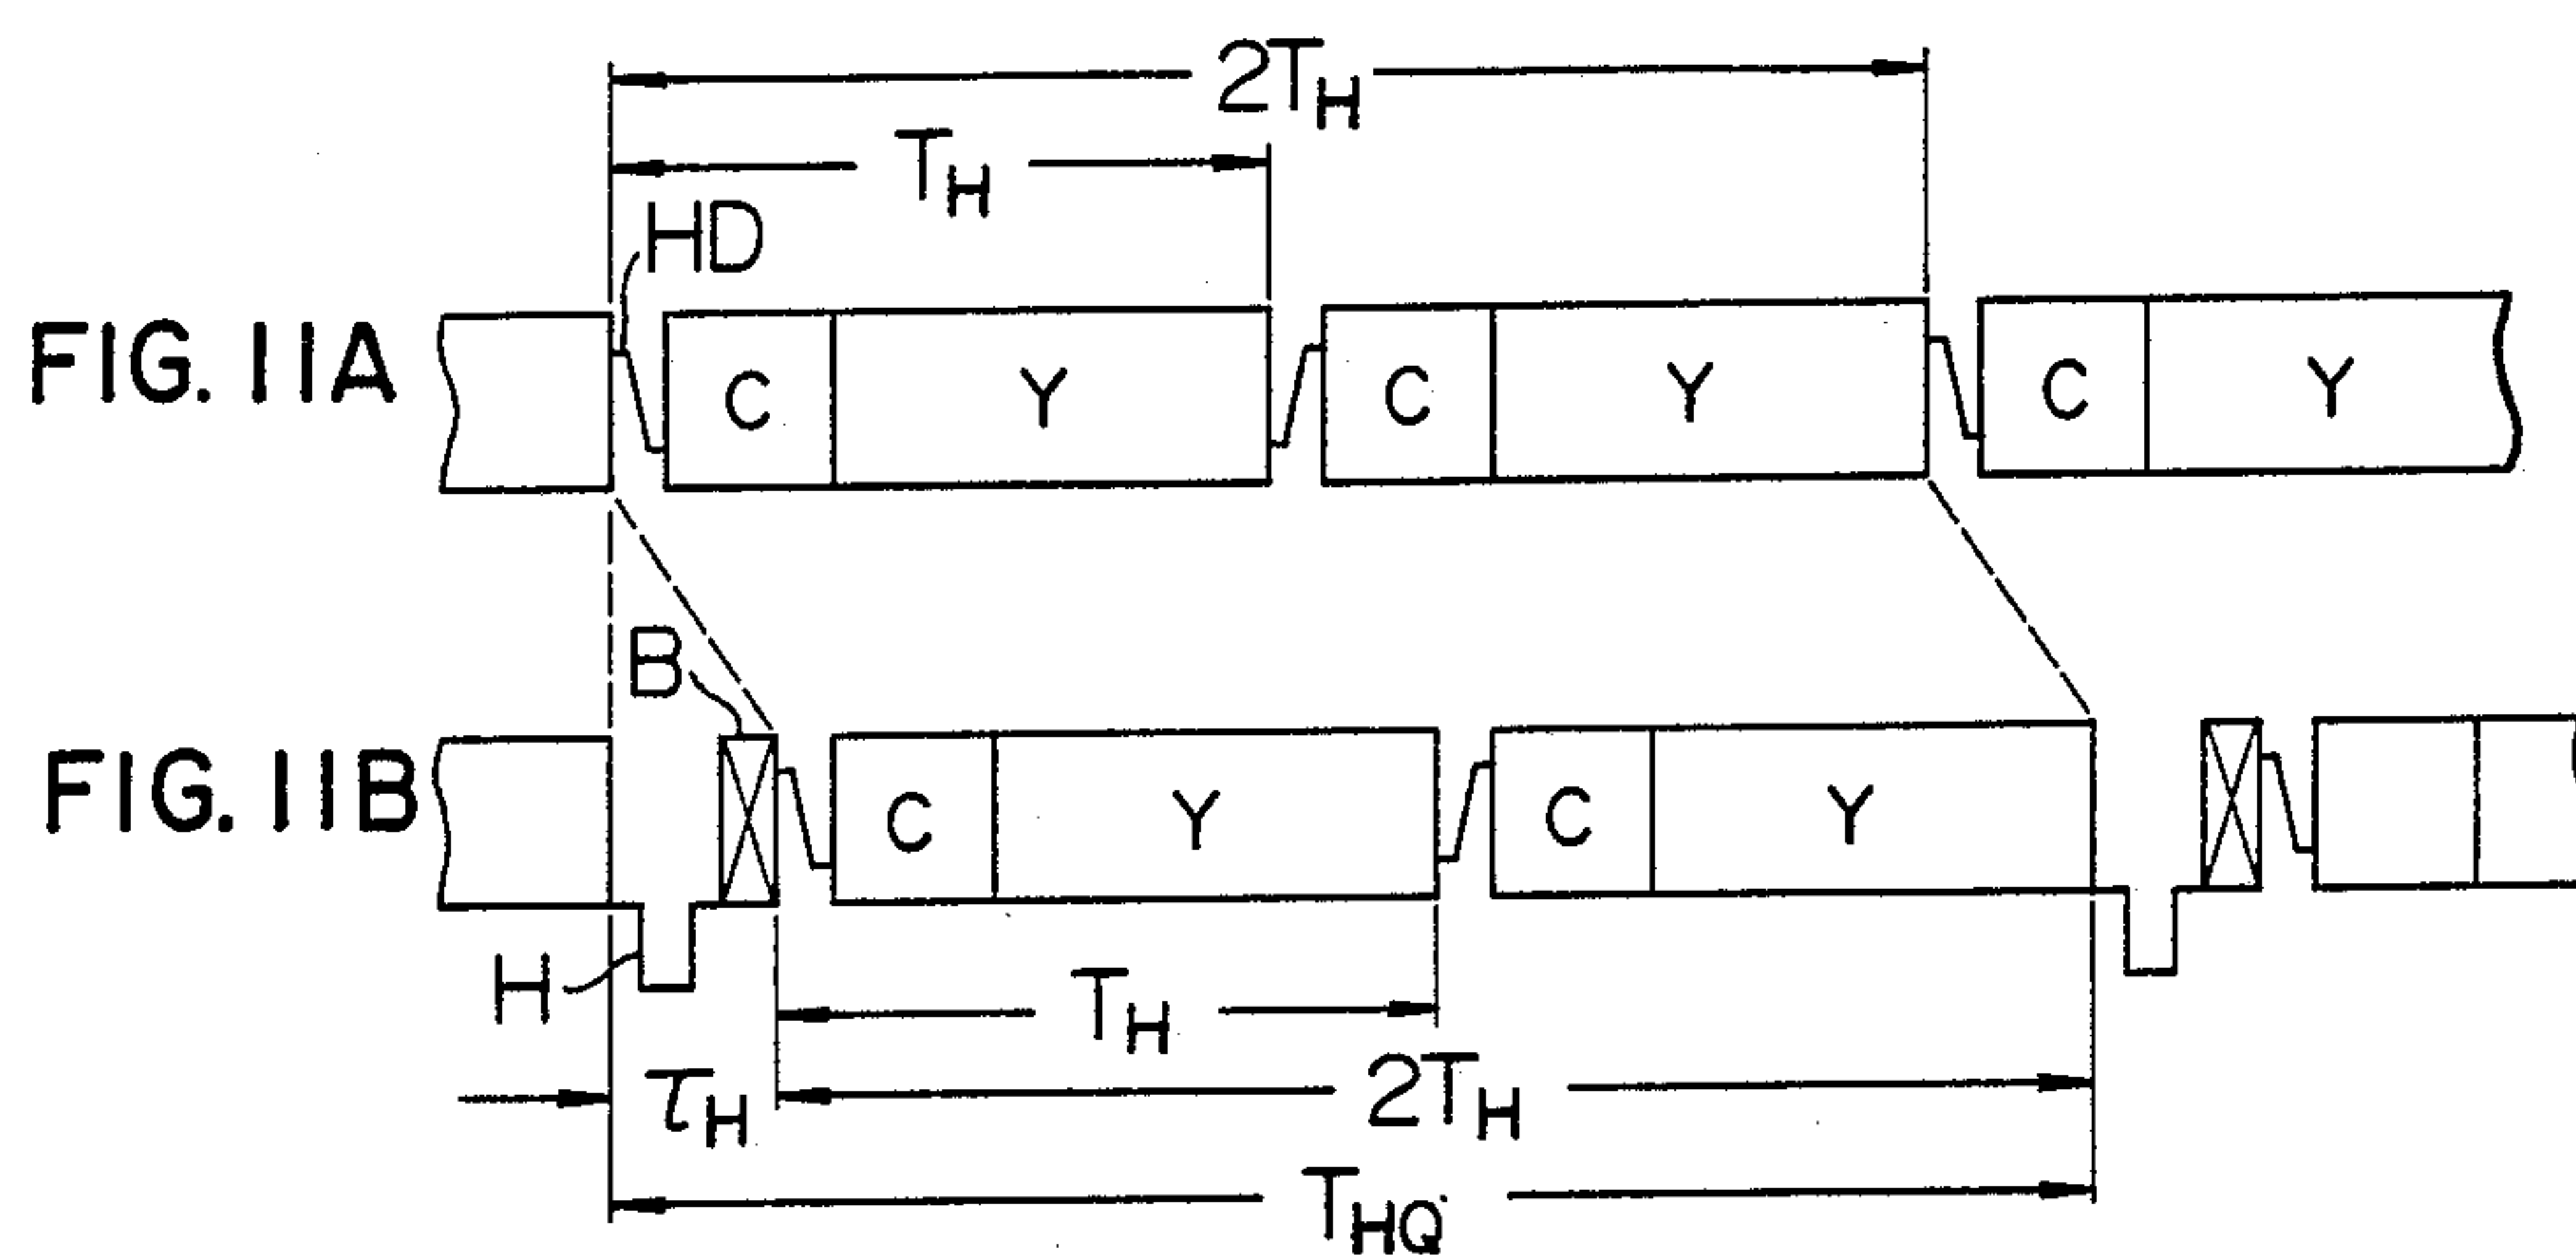 2TH
TH
HD
FIG. 11A C Y C Y C Y
B
FIG. 11B C Y C Y
H TH
τH 2TH
THQ